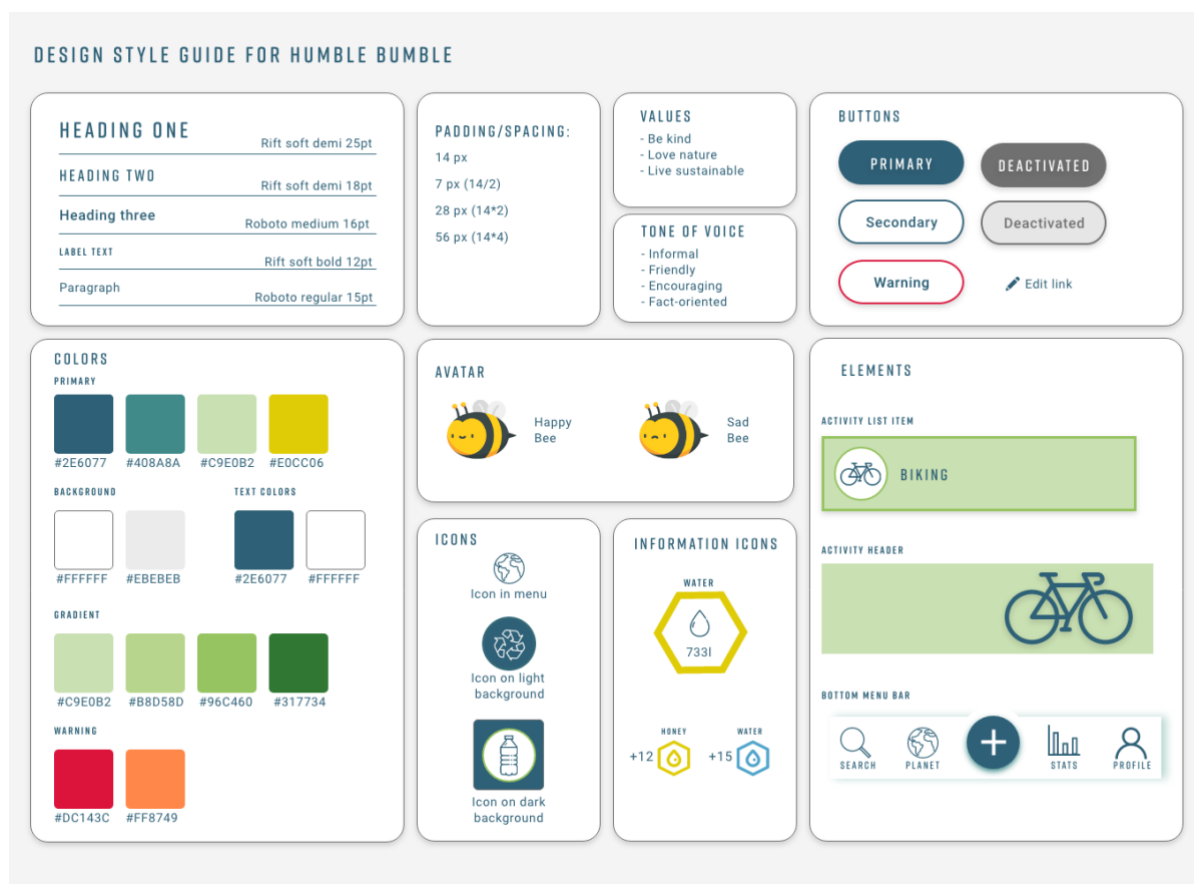 DESIGN STYLE GUIDE FOR HUMBLE BUMBLE
HEADING ONE
Rift soft demi 25pt
HEADING TWO
Rift soft demi 18pt
Heading three
Roboto medium 16pt
LABEL TEXT
Rift soft bold 12pt
Paragraph
Roboto regular 15pt
PADDING/SPACING:
14 px
7 px (14/2)
28 px (14*2)
56 px (14*4)
VALUES
- Be kind
- Love nature
- Live sustainable
TONE OF VOICE
- Informal
- Friendly
- Encouraging
- Fact-oriented
BUTTONS
PRIMARY
DEACTIVATED
Secondary
Deactivated
Warning
Edit link
COLORS
PRIMARY
#2E6077 #408A8A #C9E0B2 #E0CC06
BACKGROUND
#FFFFFF #EBEBEB
TEXT COLORS
#2E6077 #FFFFFF
GRADIENT
#C9E0B2 #B8D58D #96C460 #317734
WARNING
#DC143C #FF8749
AVATAR
Happy
Bee
Sad
Bee
ICONS
Icon in menu
Icon on light
background
Icon on dark
background
INFORMATION ICONS
WATER
733l
HONEY
+12
WATER
+15
ELEMENTS
ACTIVITY LIST ITEM
BIKING
ACTIVITY HEADER
BOTTOM MENU BAR
SEARCH PLANET STATS PROFILE